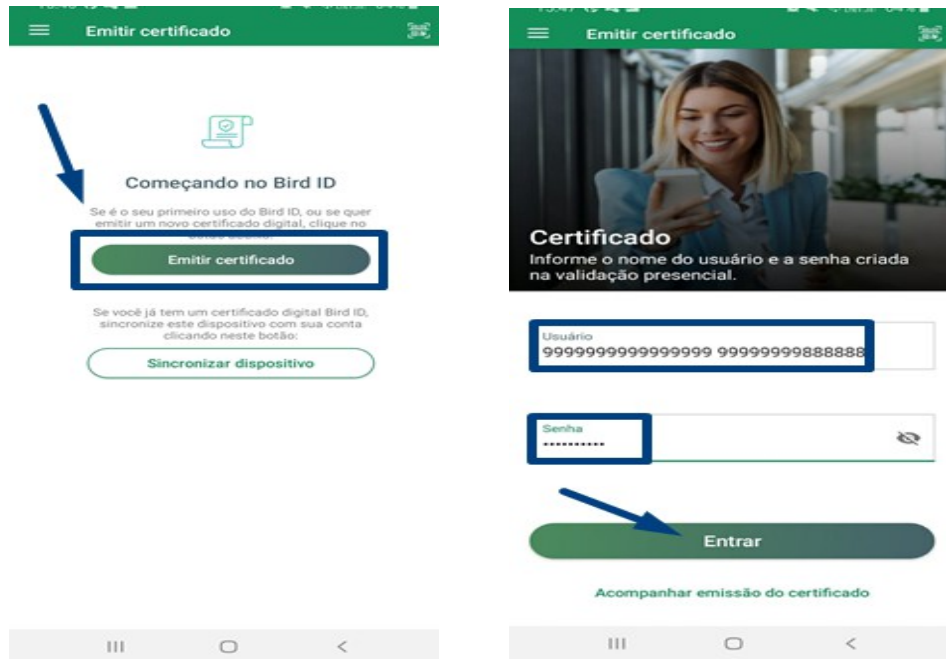 Emitir certificado
Começando no Bird ID
Se é o seu primeiro uso do Bird ID, ou se quer
emitir um novo certificado digital, clique no
Emitir certificado
Se você já tem um certificado digital Bird ID,
sincronize este dispositivo com sua conta
clicando neste botão:
Sincronizar dispositivo
Emitir certificado
Certificado
Informe o nome do usuário e a senha criada
na validação presencial.
Usuário
9999999999999999 99999999888888
Senha
••••••••••
Entrar
Acompanhar emissão do certificado